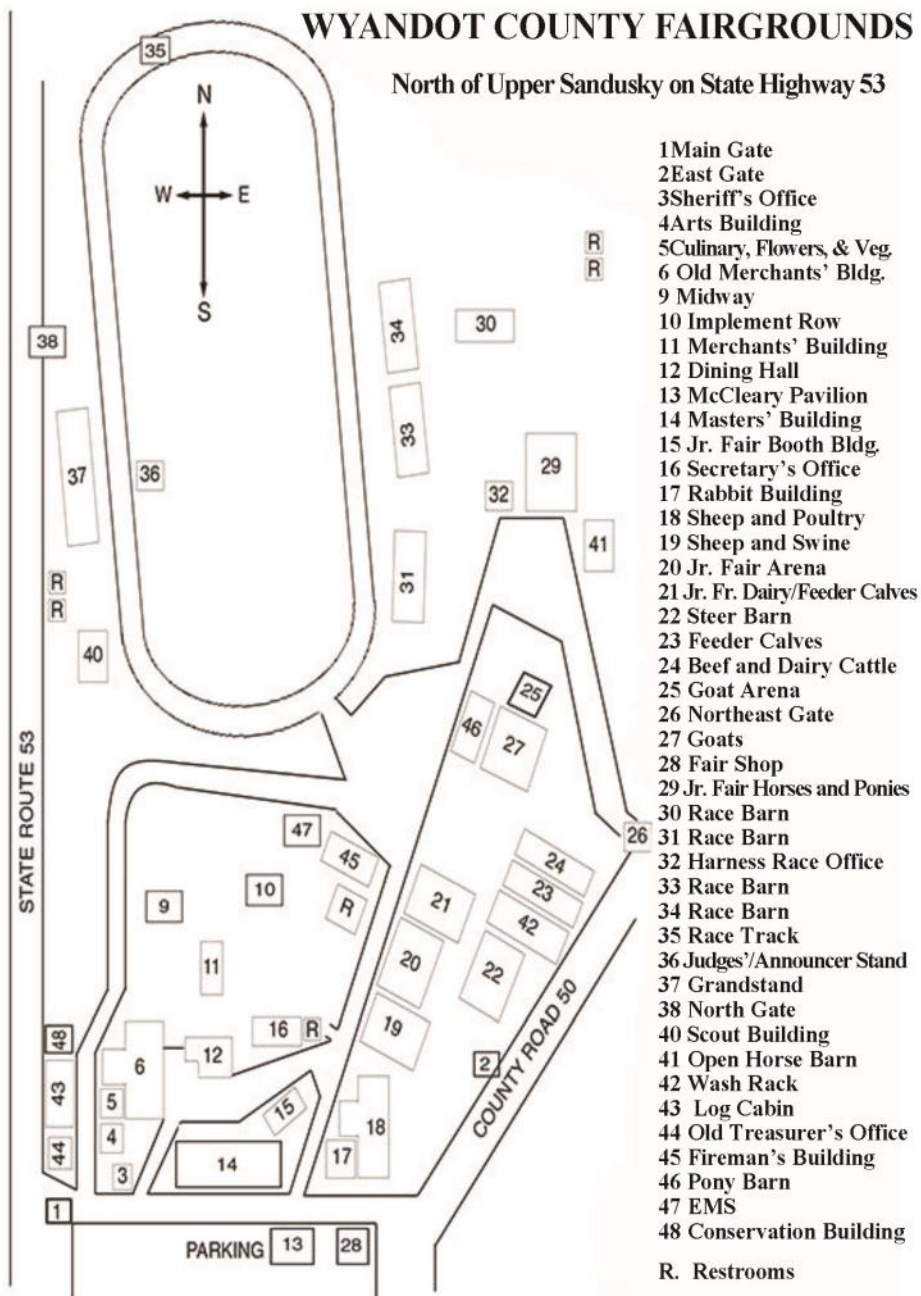 WYANDOT COUNTY FAIRGROUNDS
North of Upper Sandusky on State Highway 53
1Main Gate
2East Gate
3Sheriff's Office
4Arts Building
5Culinary, Flowers, & Veg.
6 Old Merchants' Bldg.
9 Midway
10 Implement Row
11 Merchants' Building
12 Dining Hall
13 McCleary Pavilion
14 Masters' Building
15 Jr. Fair Booth Bldg.
16 Secretary's Office
17 Rabbit Building
18 Sheep and Poultry
19 Sheep and Swine
20 Jr. Fair Arena
21 Jr. Fr. Dairy/Feeder Calves
22 Steer Barn
23 Feeder Calves
24 Beef and Dairy Cattle
25 Goat Arena
26 Northeast Gate
27 Goats
28 Fair Shop
29 Jr. Fair Horses and Ponies
30 Race Barn
31 Race Barn
32 Harness Race Office
33 Race Barn
34 Race Barn
35 Race Track
36 Judges'/Announcer Stand
37 Grandstand
38 North Gate
40 Scout Building
41 Open Horse Barn
42 Wash Rack
43 Log Cabin
44 Old Treasurer's Office
45 Fireman's Building
46 Pony Barn
47 EMS
48 Conservation Building
R. Restrooms
35
N
W
E
S
R
R
34
30
38
33
37
36
32
29
41
31
R
R
40
25
46
27
STATE ROUTE 53
47
45
26
24
23
42
9
10
R
21
11
20
22
48
6
12
16
R
19
2
COUNTY ROAD 50
43
5
4
44
3
15
14
18
17
1
PARKING
13
28